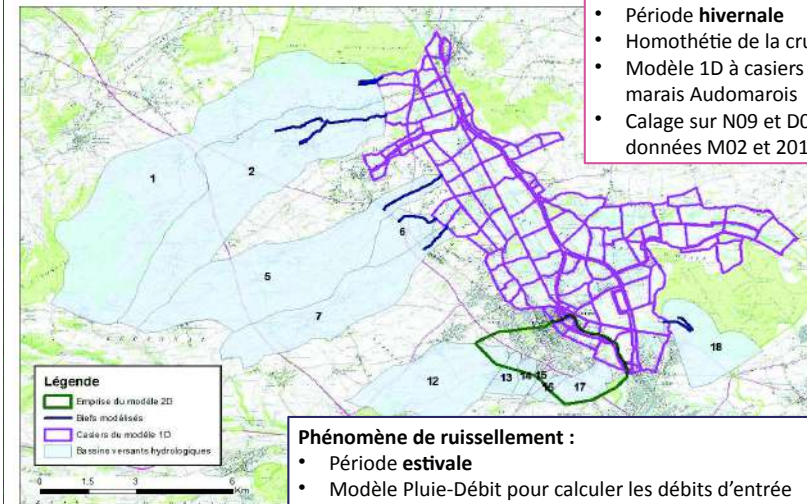 • Période hivernale
• Homothétie de la cru
• Modèle 1D à casiers
marais Audomarois
• Calage sur N09 et D0
données M02 et 201
1
2
5
6
7
12
13
14
15
16
17
18
Légende
Emprise du modèle 2D
Biefs modélisés
Casiers du modèle 1D
Bassins versants hydrologiques
0 1.5 3 6
Km
Phénomène de ruissellement :
• Période estivale
• Modèle Pluie-Débit pour calculer les débits d'entrée